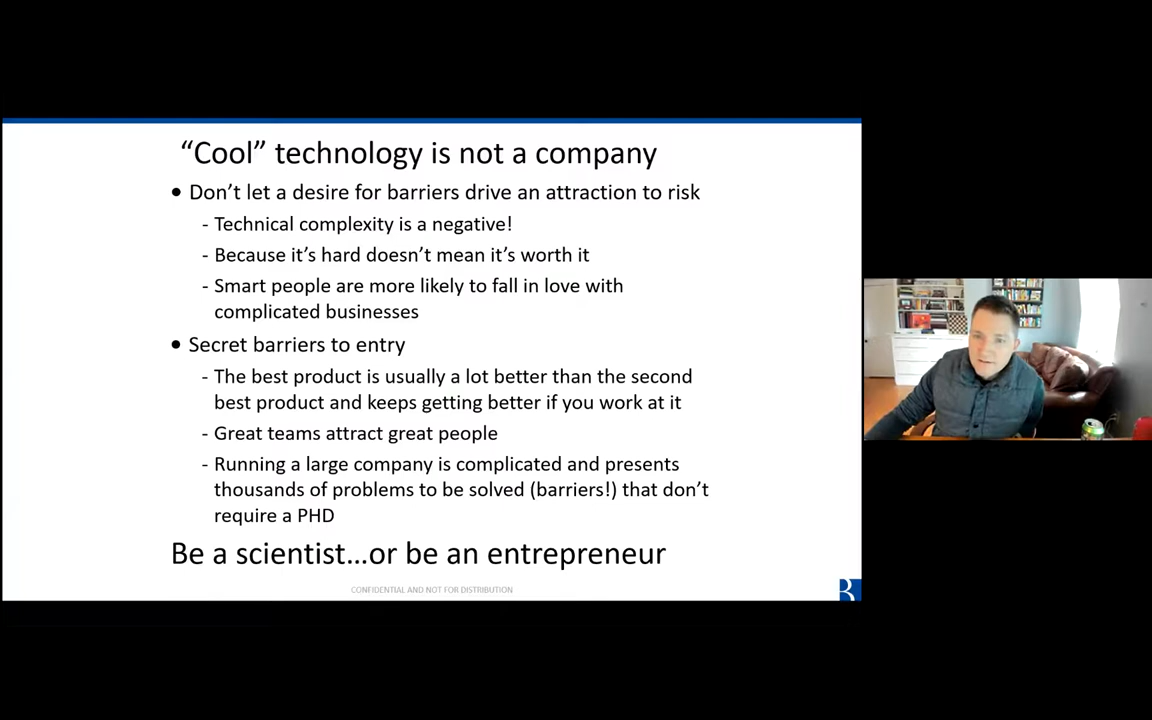 “Cool” technology is not a company
• Don’t let a desire for barriers drive an attraction to risk
- Technical complexity is a negative!
- Because it’s hard doesn’t mean it’s worth it
- Smart people are more likely to fall in love with
complicated businesses
• Secret barriers to entry
- The best product is usually a lot better than the second
best product and keeps getting better if you work at it
- Great teams attract great people
- Running a large company is complicated and presents
thousands of problems to be solved (barriers!) that don’t
require a PHD
Be a scientist…or be an entrepreneur
CONFIDENTIAL AND NOT FOR DISTRIBUTION